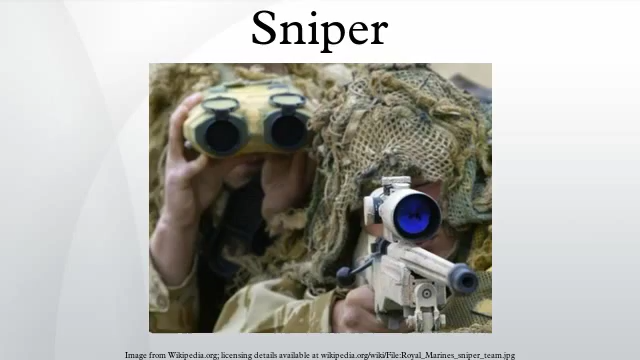 Sniper
Image from Wikipedia.org; licensing details available at wikipedia.org/wiki/File:Royal_Marines_sniper_team.jpg